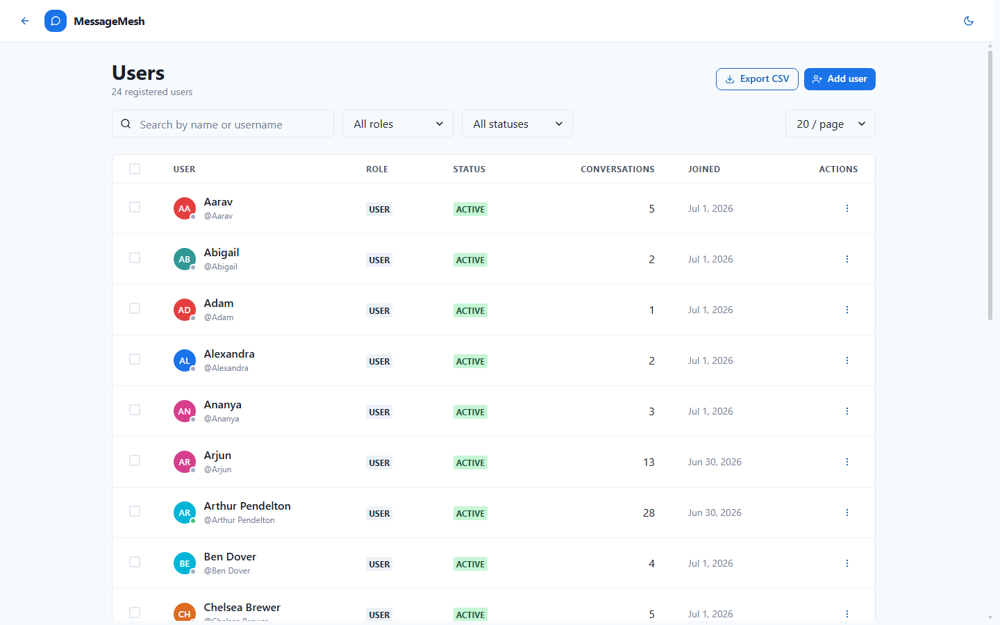 MessageMesh
Users
24 registered users
Export CSV
Add user
Search by name or username
All roles
All statuses
20 / page
USER ROLE STATUS CONVERSATIONS JOINED ACTIONS
AA Aarav @Aarav USER ACTIVE 5 Jul 1, 2026
AB Abigail @Abigail USER ACTIVE 2 Jul 1, 2026
AD Adam @Adam USER ACTIVE 1 Jul 1, 2026
AL Alexandra @Alexandra USER ACTIVE 2 Jul 1, 2026
AN Ananya @Ananya USER ACTIVE 3 Jul 1, 2026
AR Arjun @Arjun USER ACTIVE 13 Jun 30, 2026
AR Arthur Pendelton @Arthur Pendelton USER ACTIVE 28 Jun 30, 2026
BE Ben Dover @Ben Dover USER ACTIVE 4 Jul 1, 2026
CH Chelsea Brewer @Chelsea Brewer USER ACTIVE 5 Jul 1, 2026